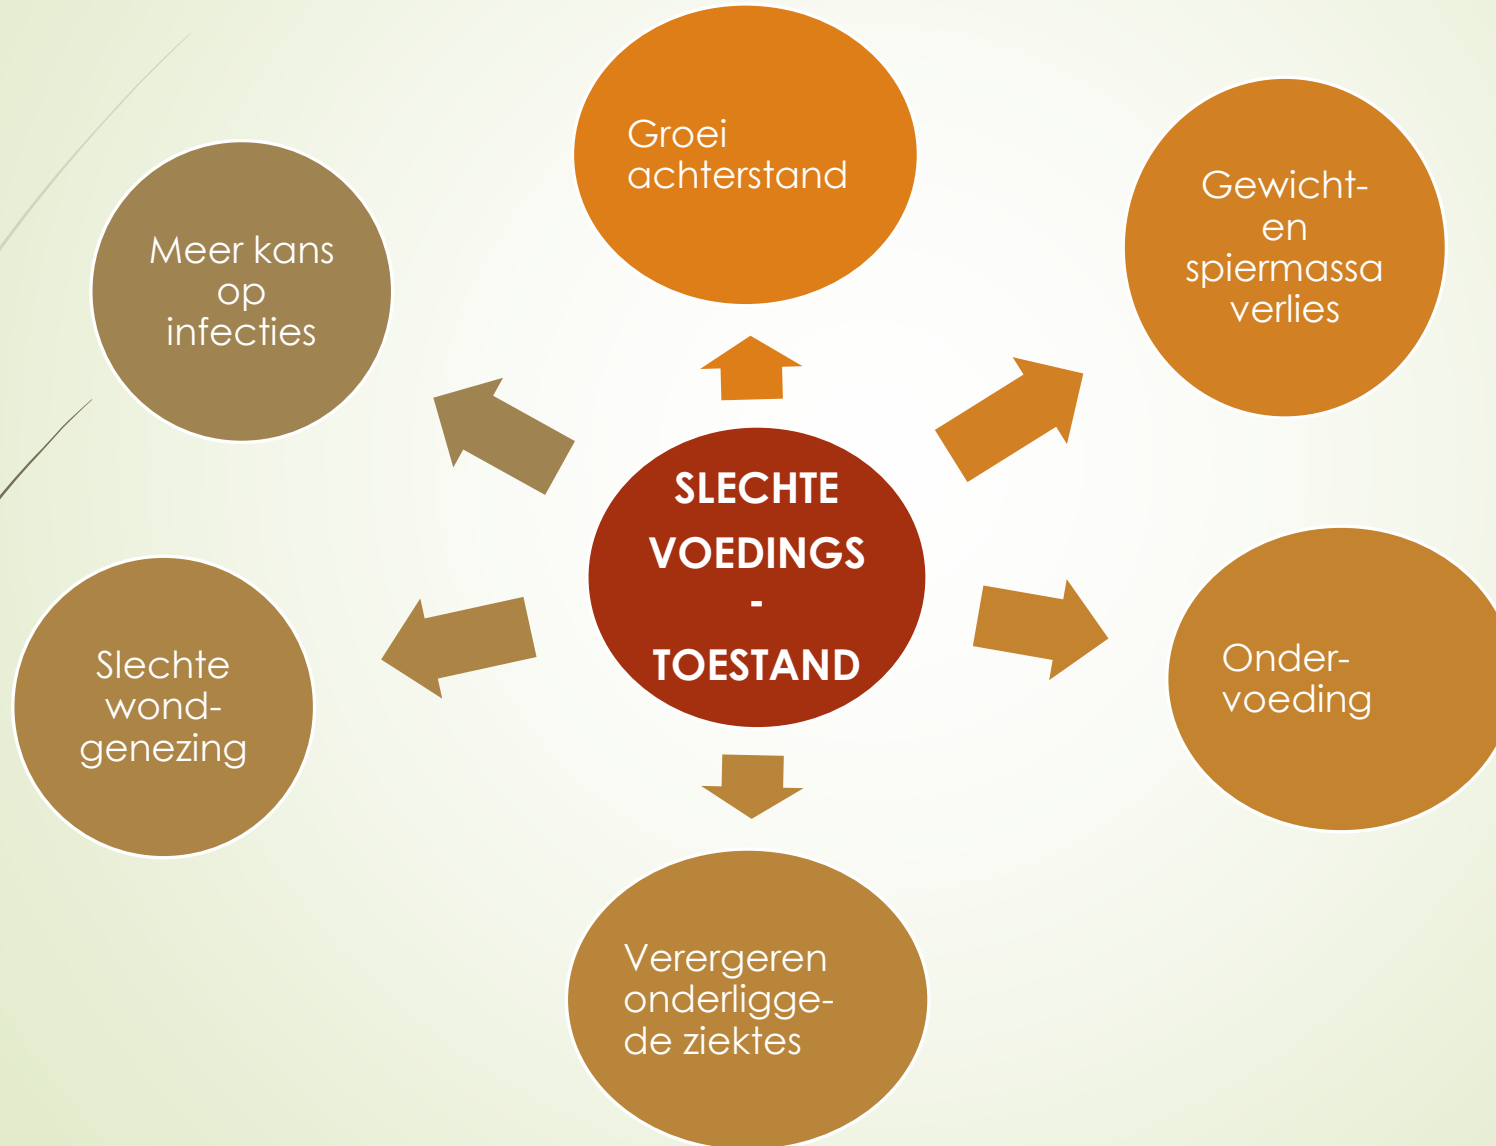 Groei
achterstand
Gewicht-
en
spiermassa
verlies
Onder-
voeding
Verergeren
onderligge-
de ziektes
Slechte
wond-
genezing
Meer kans
op
infecties
SLECHTE
VOEDINGS
-
TOESTAND